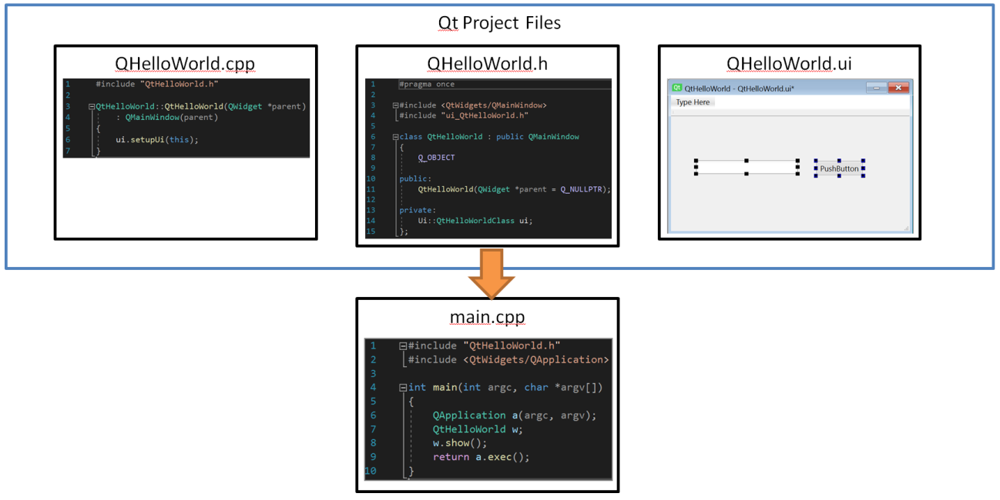 Qt Project Files
QHelloWorld.cpp
1 #include "QtHelloWorld.h"
2
3 QtHelloWorld::QtHelloWorld(QWidget *parent)
4 : QMainWindow(parent)
5 {
6 ui.setupUi(this);
7 }
QHelloWorld.h
1 #pragma once
2
3 #include <QtWidgets/QMainWindow>
4 #include "ui_QtHelloWorld.h"
5
6 class QtHelloWorld : public QMainWindow
7 {
8 Q_OBJECT
9
10 public:
11 QtHelloWorld(QWidget *parent = Q_NULLPTR);
12
13 private:
14 Ui::QtHelloWorldClass ui;
15 };
QHelloWorld.ui
Qt QtHelloWorld - QtHelloWorld.ui*
Type Here
PushButton
main.cpp
1 #include "QtHelloWorld.h"
2 #include <QtWidgets/QApplication>
3
4 int main(int argc, char *argv[])
5 {
6 QApplication a(argc, argv);
7 QtHelloWorld w;
8 w.show();
9 return a.exec();
10 }